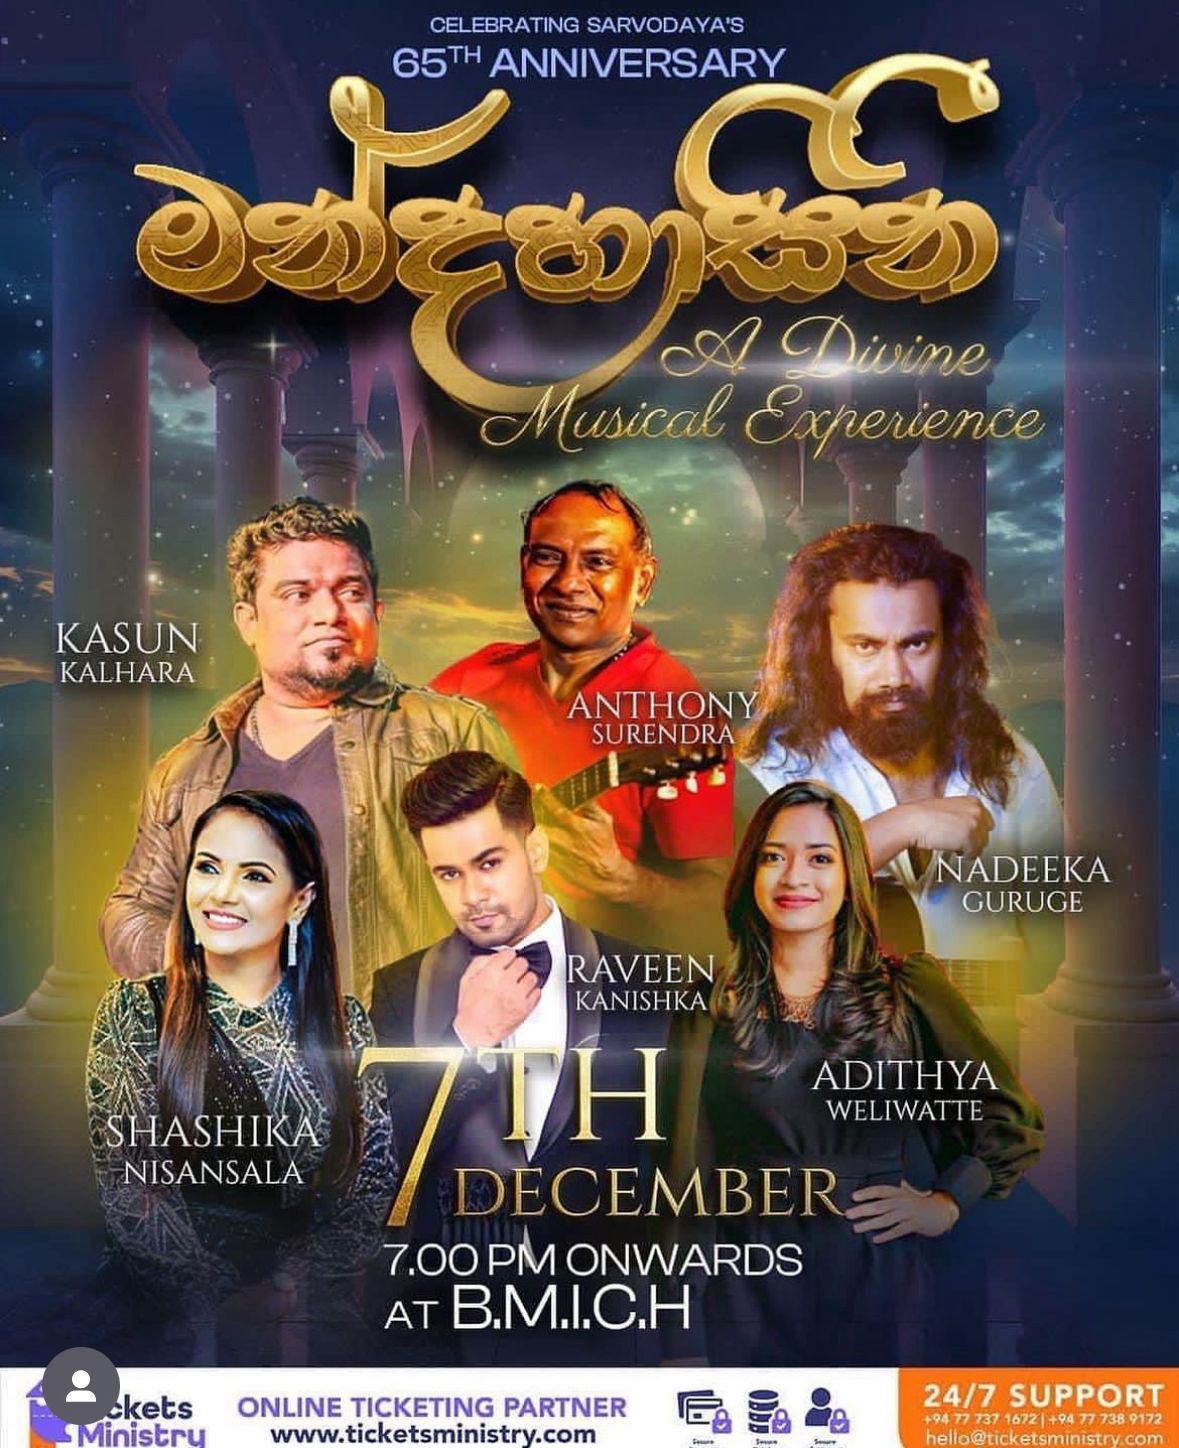 CELEBRATING SARVODAYA'S
65TH ANNIVERSARY
මන්දහාසිනී
A Divine
Musical Experience
KASUN
KALHARA
ANTHONY
SURENDRA
NADEEKA
GURUGE
RAVEEN
KANISHKA
ADITHYA
WELIWATTE
SHASHIKA
NISANSALA
7TH
DECEMBER
7.00 PM ONWARDS
AT B.M.I.C.H
ckets
Ministry
ONLINE TICKETING PARTNER
www.ticketsministry.com
24/7 SUPPORT
+94 77 737 1672 | +94 77 738 9172
hello@ticketsministry.com